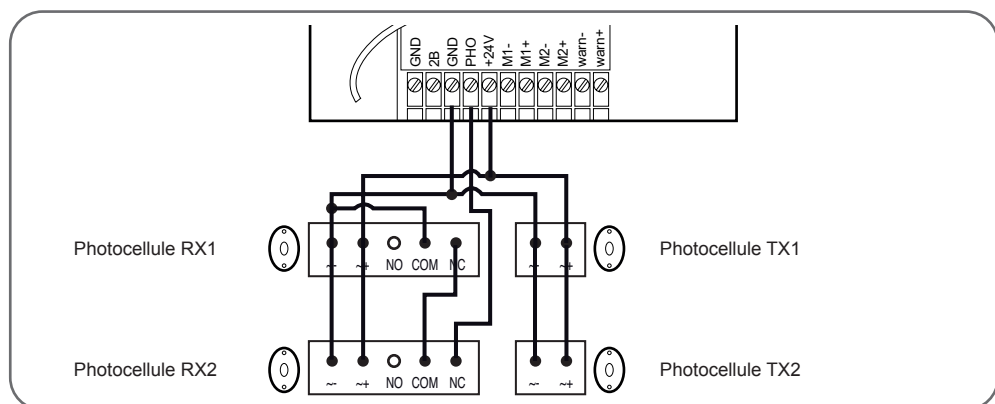 GND 2B GND PHO +24V M1- M1+ M2- M2+ warn- warn+
Photocellule RX1
~- ~+ NO COM NC
~- ~+
Photocellule TX1
Photocellule RX2
~- ~+ NO COM NC
~- ~+
Photocellule TX2